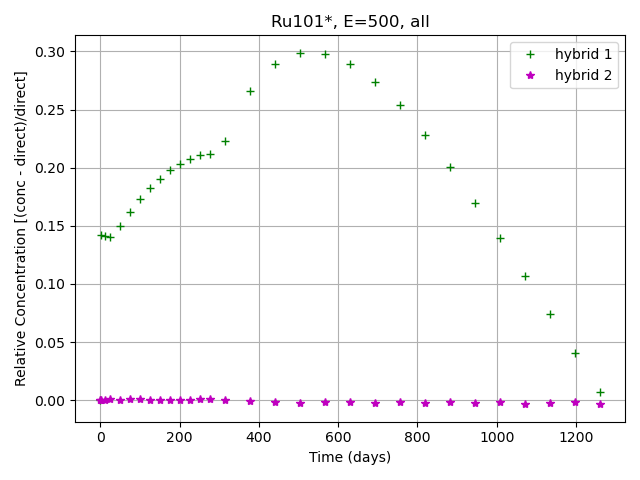 Ru101*, E=500, all
hybrid 1
hybrid 2
Relative Concentration [(conc - direct)/direct]
0.30
0.25
0.20
0.15
0.10
0.05
0.00
0 200 400 600 800 1000 1200
Time (days)